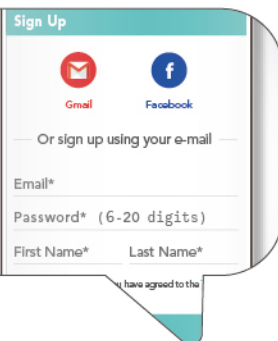 Sign Up
Gmail Facebook
Or sign up using your e-mail
Email*
Password* (6-20 digits)
First Name* Last Name*
have agreed to the